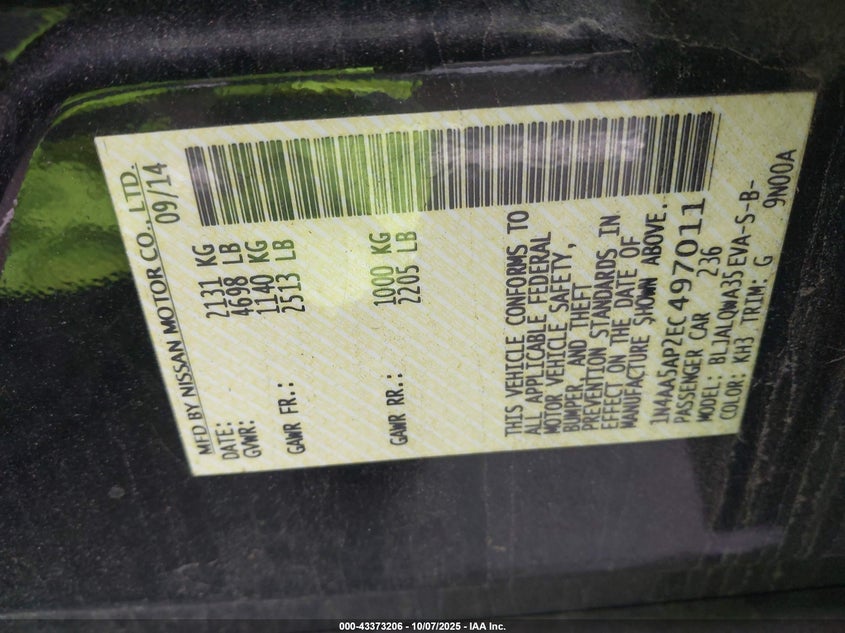 MFD BY NISSAN MOTOR CO., LTD.
DATE: 09/14
GVWR: 2131 KG
4698 LB
GAWR FR.: 1140 KG
2513 LB
GAWR RR.: 1000 KG
2205 LB
THIS VEHICLE CONFORMS TO
ALL APPLICABLE FEDERAL
MOTOR VEHICLE SAFETY,
BUMPER AND THEFT
PREVENTION STANDARDS IN
EFFECT ON THE DATE OF
MANUFACTURE SHOWN ABOVE.
1N4AA5AP2EC497011
PASSENGER CAR 236
MODEL: BLJALQWA35EVA-S-B-
COLOR: KH3 TRIM: G 9N00A
000-43373206 - 10/07/2025 - IAA Inc.